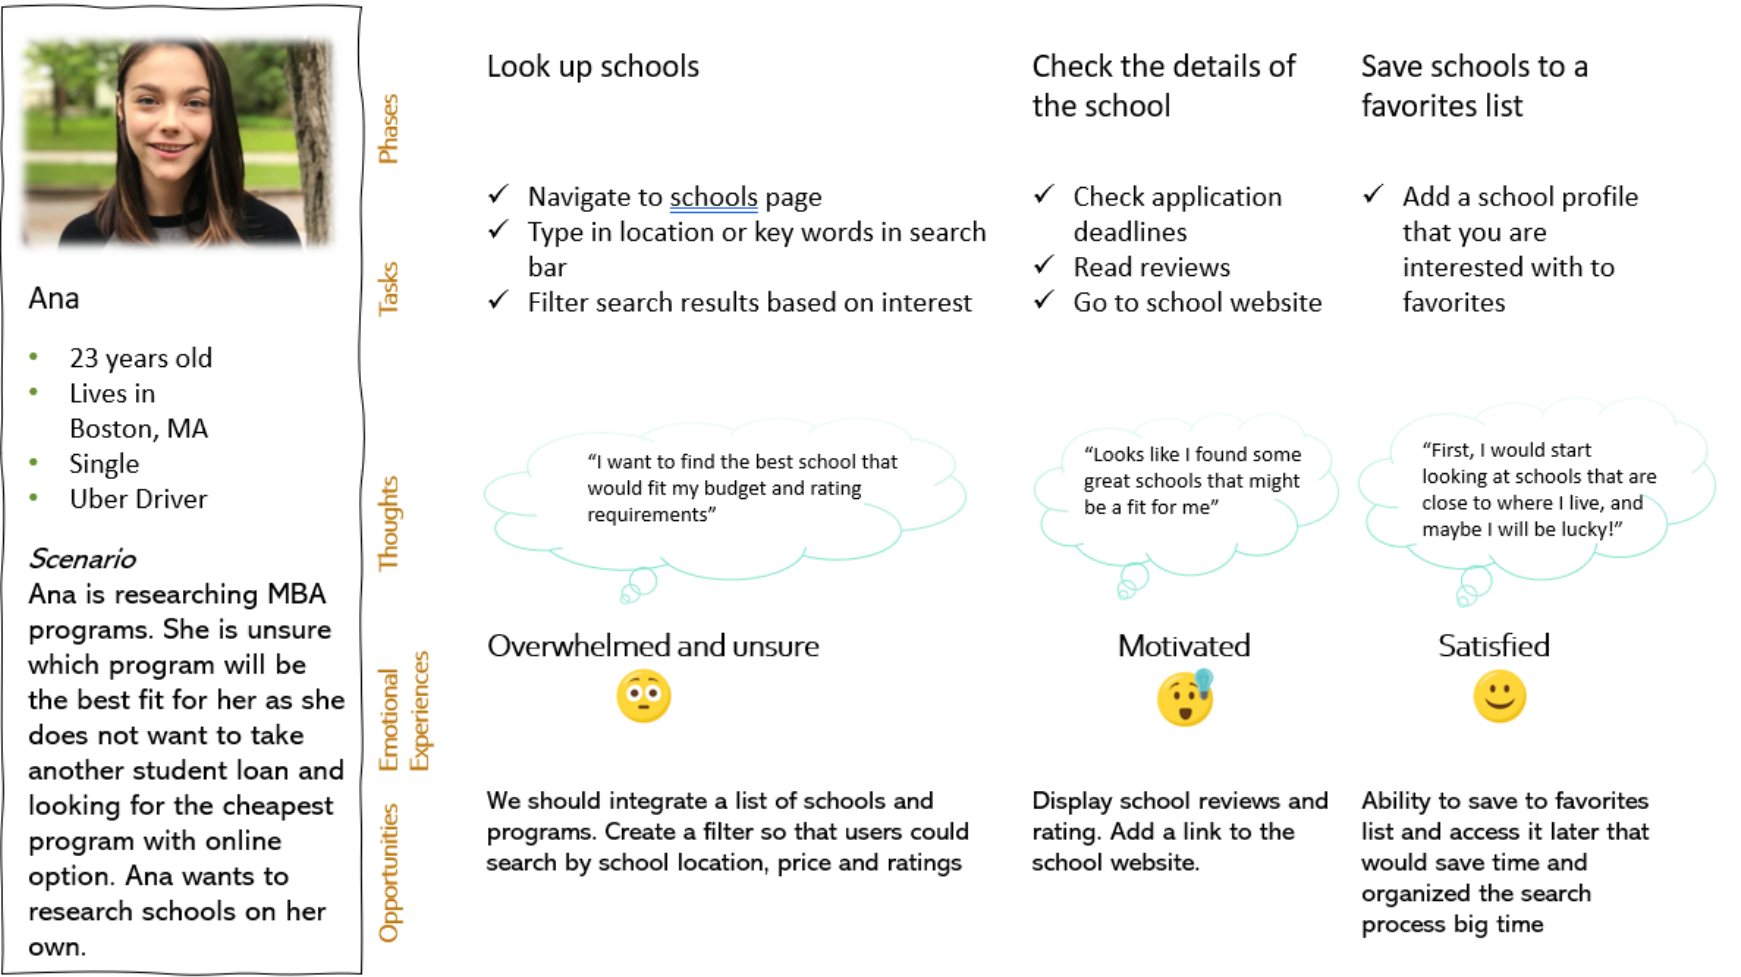 Ana
• 23 years old
• Lives in
Boston, MA
• Single
• Uber Driver
Scenario
Ana is researching MBA
programs. She is unsure
which program will be
the best fit for her as she
does not want to take
another student loan and
looking for the cheapest
program with online
option. Ana wants to
research schools on her
own.
Phases
Look up schools
Check the details of
the school
Save schools to a
favorites list
Tasks
✓ Navigate to schools page
✓ Type in location or key words in search
bar
✓ Filter search results based on interest
✓ Check application
deadlines
✓ Read reviews
✓ Go to school website
✓ Add a school profile
that you are
interested with to
favorites
Thoughts
“I want to find the best school that
would fit my budget and rating
requirements”
“Looks like I found some
great schools that might
be a fit for me”
“First, I would start
looking at schools that are
close to where I live, and
maybe I will be lucky!”
Emotional
Experiences
Overwhelmed and unsure
Motivated
Satisfied
Opportunities
We should integrate a list of schools and
programs. Create a filter so that users could
search by school location, price and ratings
Display school reviews and
rating. Add a link to the
school website.
Ability to save to favorites
list and access it later that
would save time and
organized the search
process big time